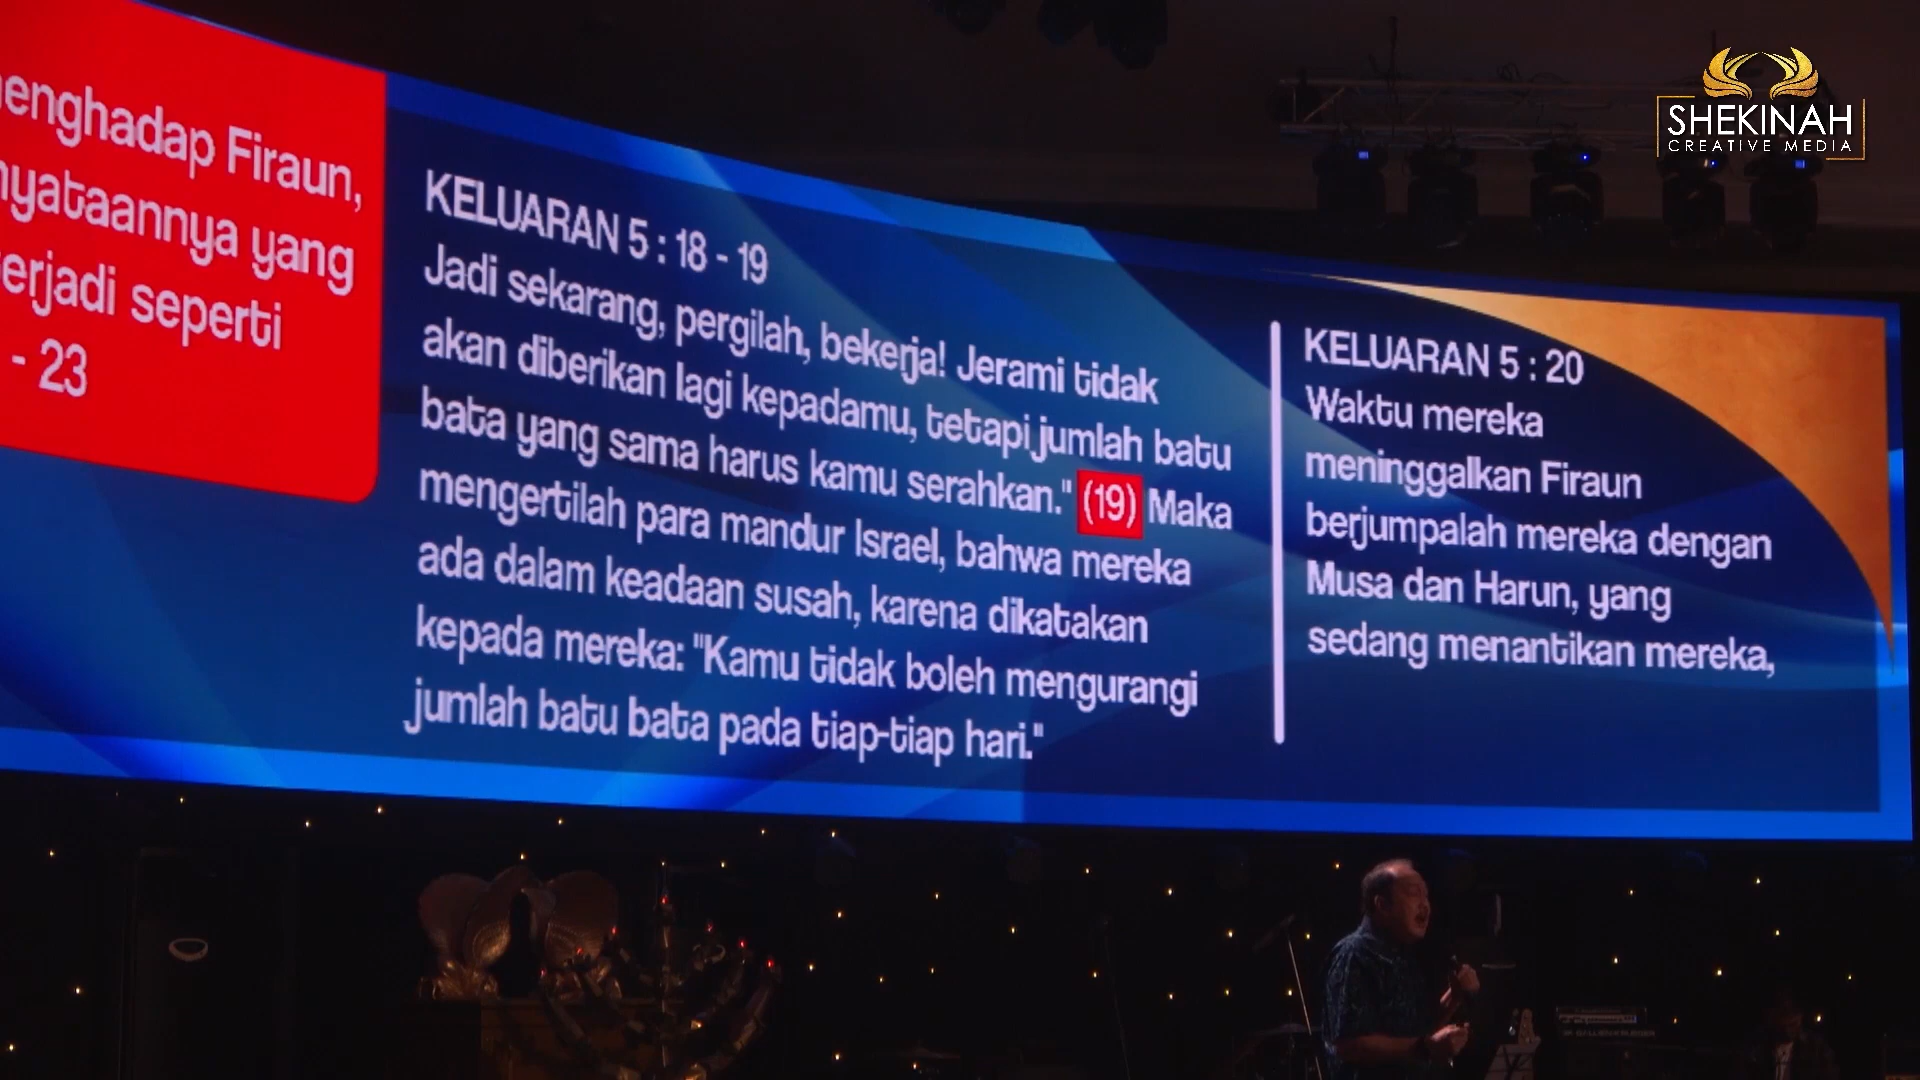 Firaun,
yang
seperti
- 23
KELUARAN 5 : 18 - 19
Jadi sekarang, pergilah, bekerja! Jerami tidak
akan diberikan lagi kepadamu, tetapi jumlah batu
bata yang sama harus kamu serahkan." (19) Maka
mengertilah para mandur Israel, bahwa mereka
ada dalam keadaan susah, karena dikatakan
kepada mereka: "Kamu tidak boleh mengurangi
jumlah batu bata pada tiap-tiap hari."
KELUARAN 5 : 20
Waktu mereka
meninggalkan Firaun
berjumpalah mereka dengan
Musa dan Harun, yang
sedang menantikan mereka,
SHEKINAH
CREATIVE MEDIA